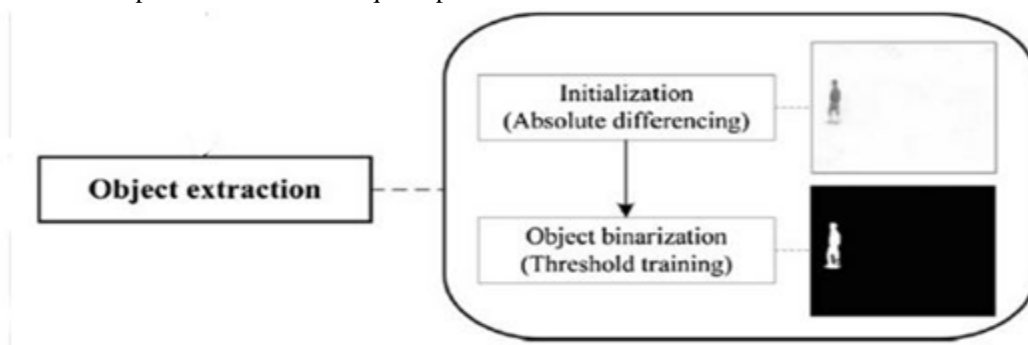 Object extraction
Initialization
(Absolute differencing)
Object binarization
(Threshold training)